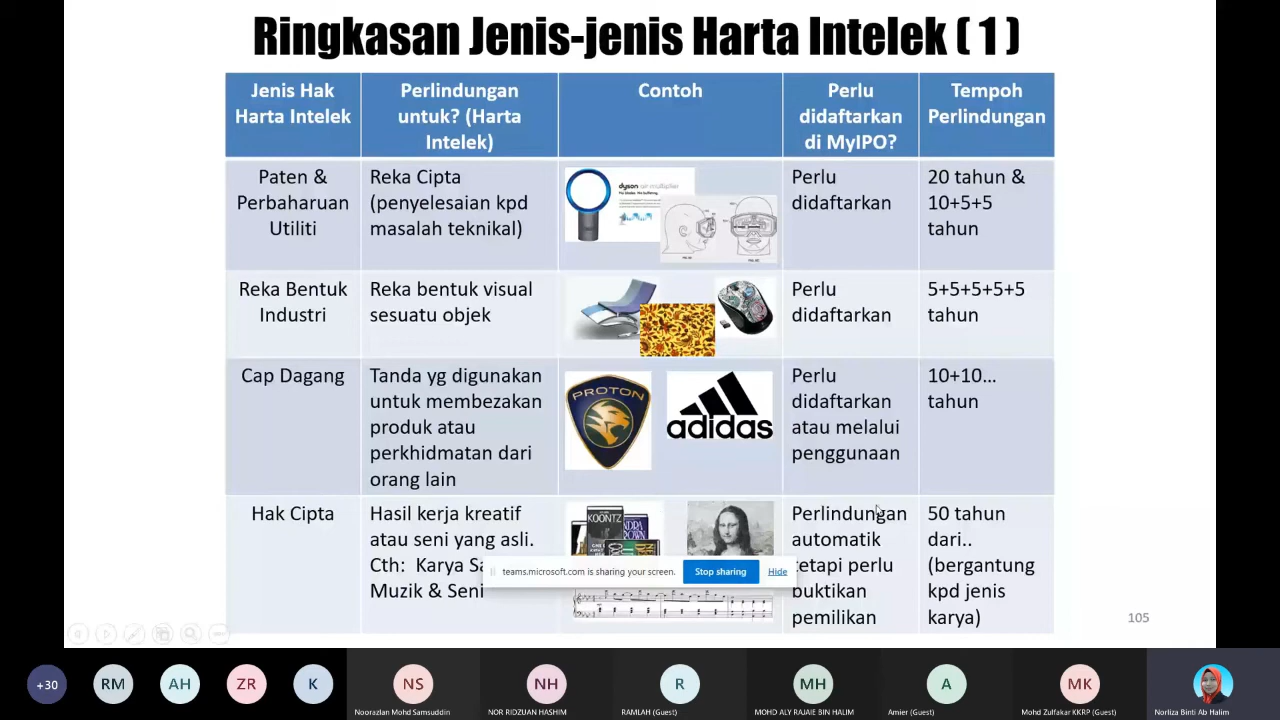 Ringkasan Jenis-jenis Harta Intelek ( 1 )
Jenis Hak
Harta Intelek
Perlindungan
untuk? (Harta
Intelek)
Contoh
Perlu
didaftarkan
di MyIPO?
Tempoh
Perlindungan
Paten &
Perbaharuan
Utiliti
Reka Cipta
(penyelesaian kpd
masalah teknikal)
dyson air multiplier
Perlu
didaftarkan
20 tahun &
10+5+5
tahun
Reka Bentuk
Industri
Reka bentuk visual
sesuatu objek
Perlu
didaftarkan
5+5+5+5+5
tahun
Cap Dagang
Tanda yg digunakan
untuk membezakan
produk atau
perkhidmatan dari
orang lain
PROTON
adidas
Perlu
didaftarkan
atau melalui
penggunaan
10+10...
tahun
Hak Cipta
Hasil kerja kreatif
atau seni yang asli.
Cth: Karya Sa
Muzik & Seni
KOONTZ
Perlindungan
automatik
tetapi perlu
buktikan
pemilikan
50 tahun
dari..
(bergantung
kpd jenis
karya)
teams.microsoft.com is sharing your screen.
Stop sharing
Hide
105
+30
RM
AH
ZR
K
NS
Noorazlan Mohd Samsuddin
NH
NOR RIDZUAN HASHIM
R
RAMLAH (Guest)
MH
MOHD ALY RAJAIE BIN HALIM
A
Amier (Guest)
MK
Mohd Zulfakar KKRP (Guest)
Norliza Binti Ab Halim